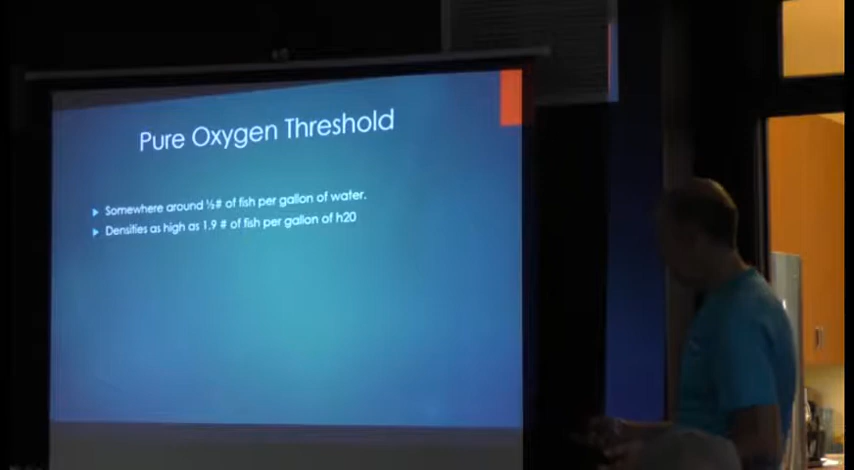 Pure Oxygen Threshold
Somewhere around ½# of fish per gallon of water.
Densities as high as 1.9 # of fish per gallon of h20